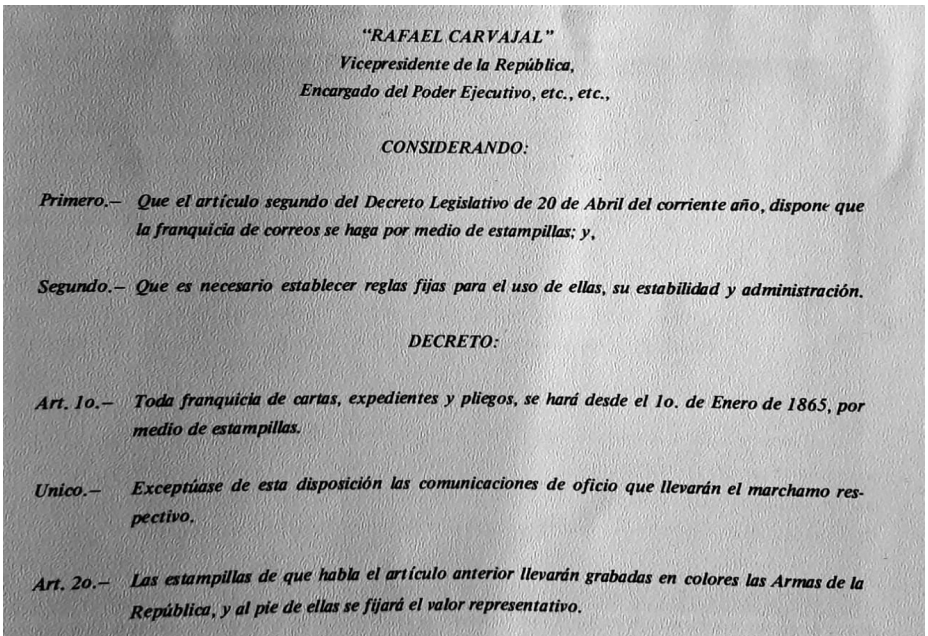 “RAFAEL CARVAJAL”
Vicepresidente de la República,
Encargado del Poder Ejecutivo, etc., etc.,
CONSIDERANDO:
Primero.— Que el artículo segundo del Decreto Legislativo de 20 de Abril del corriente año, dispone que
la franquicia de correos se haga por medio de estampillas; y,
Segundo.— Que es necesario establecer reglas fijas para el uso de ellas, su estabilidad y administración.
DECRETO:
Art. 1o.— Toda franquicia de cartas, expedientes y pliegos, se hará desde el 1o. de Enero de 1865, por
medio de estampillas.
Unico.— Exceptúase de esta disposición las comunicaciones de oficio que llevarán el marchamo res-
pectivo.
Art. 2o.— Las estampillas de que habla el artículo anterior llevarán grabadas en colores las Armas de la
República, y al pie de ellas se fijará el valor representativo.